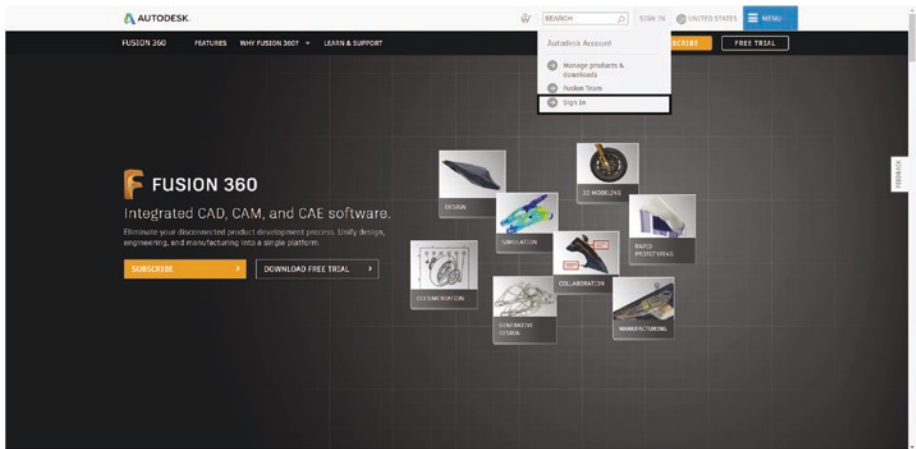 AUTODESK.
SEARCH
SIGN IN
UNITED STATES
MENU
FUSION 360
FEATURES
WHY FUSION 360?
LEARN & SUPPORT
SCRIBE
FREE TRIAL
Autodesk Account
Manage products &
downloads
Fusion Team
Sign In
FEEDBACK
FUSION 360
Integrated CAD, CAM, and CAE software.
Eliminate your disconnected product development process. Unify design,
engineering, and manufacturing into a single platform.
SUBSCRIBE
DOWNLOAD FREE TRIAL
3D MODELING
DESIGN
SIMULATION
RAPID
PROTOTYPING
COLLABORATION
DOCUMENTATION
GENERATIVE
DESIGN
MANUFACTURING